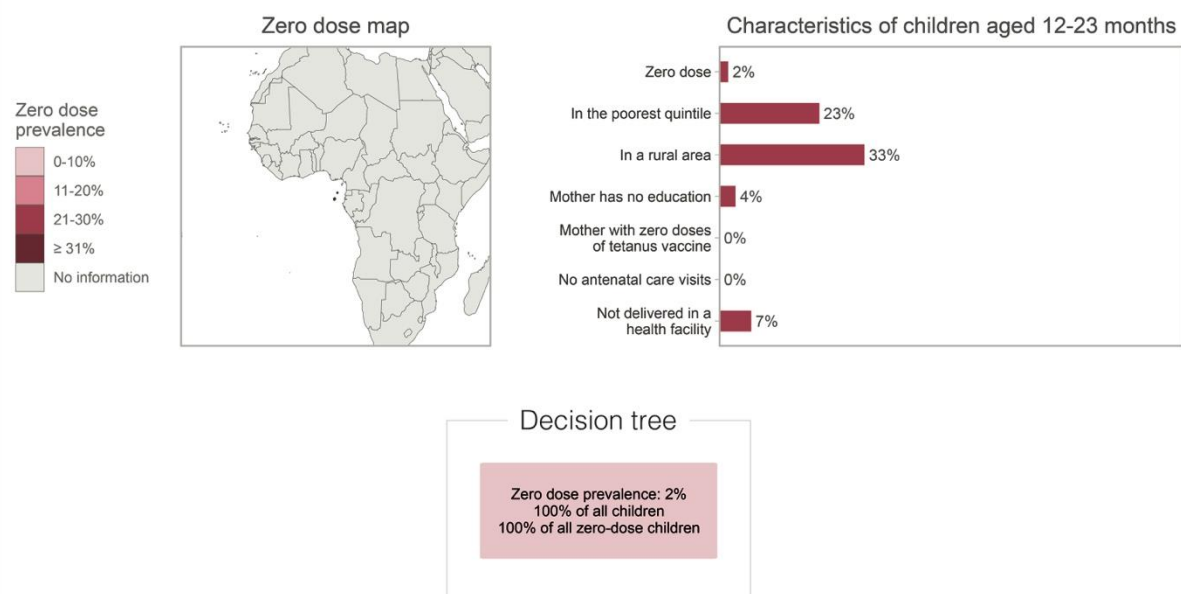 Zero dose map
Zero dose
prevalence
0-10%
11-20%
21-30%
≥ 31%
No information
Characteristics of children aged 12-23 months
Zero dose
2%
In the poorest quintile
23%
In a rural area
33%
Mother has no education
4%
Mother with zero doses
of tetanus vaccine
0%
No antenatal care visits
0%
Not delivered in a
health facility
7%
Decision tree
Zero dose prevalence: 2%
100% of all children
100% of all zero-dose children